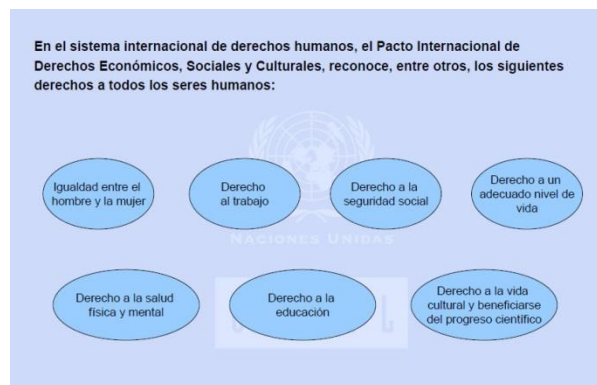 En el sistema internacional de derechos humanos, el Pacto Internacional de
Derechos Económicos, Sociales y Culturales, reconoce, entre otros, los siguientes
derechos a todos los seres humanos:
Igualdad entre el
hombre y la mujer
Derecho
al trabajo
Derecho a la
seguridad social
Derecho a un
adecuado nivel de
vida
NACIONES UNIDAS
Derecho a la salud
física y mental
Derecho a la
educación
Derecho a la vida
cultural y beneficiarse
del progreso científico